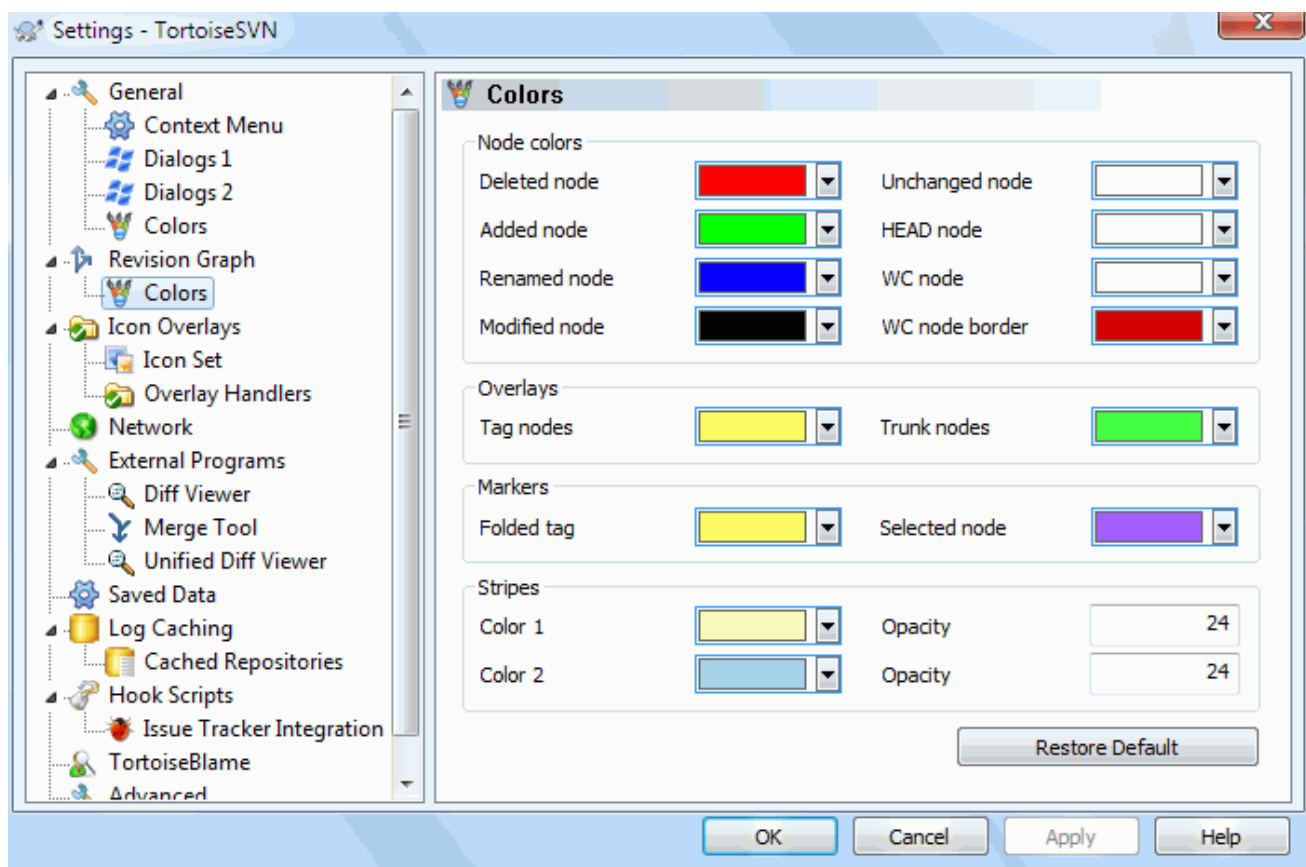 Settings - TortoiseSVN
General
Context Menu
Dialogs 1
Dialogs 2
Colors
Revision Graph
Colors
Icon Overlays
Icon Set
Overlay Handlers
Network
External Programs
Diff Viewer
Merge Tool
Unified Diff Viewer
Saved Data
Log Caching
Cached Repositories
Hook Scripts
Issue Tracker Integration
TortoiseBlame
Advanced
Colors
Node colors
Deleted node
Unchanged node
Added node
HEAD node
Renamed node
WC node
Modified node
WC node border
Overlays
Tag nodes
Trunk nodes
Markers
Folded tag
Selected node
Stripes
Color 1
Opacity
24
Color 2
Opacity
24
Restore Default
OK
Cancel
Apply
Help